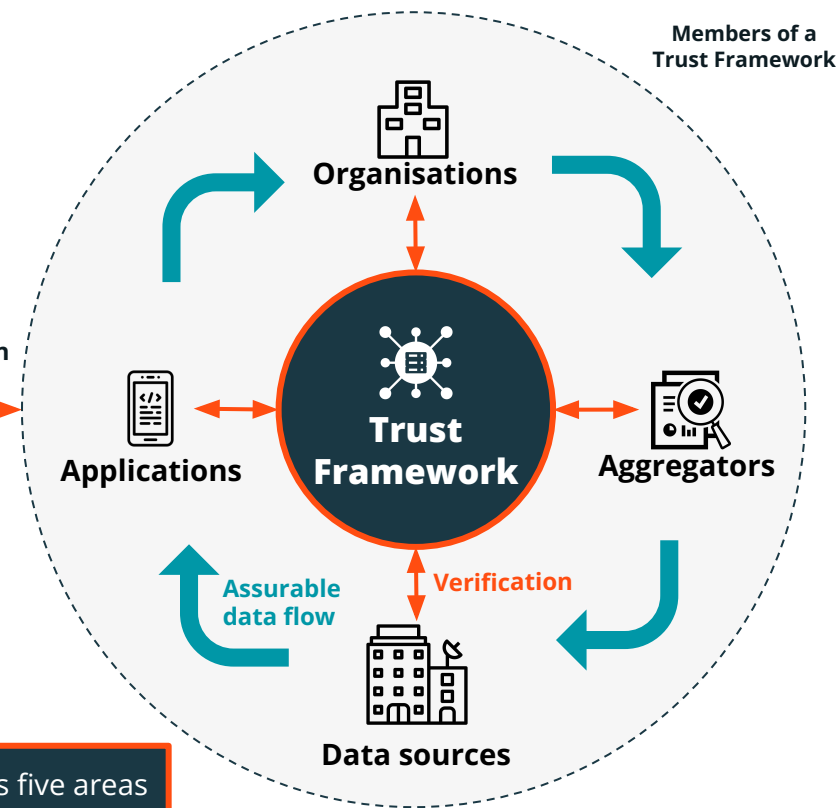 Members of a
Trust Framework
Organisations
Trust
Framework
Applications
Aggregators
Assurable
data flow
Verification
Data sources
s five areas